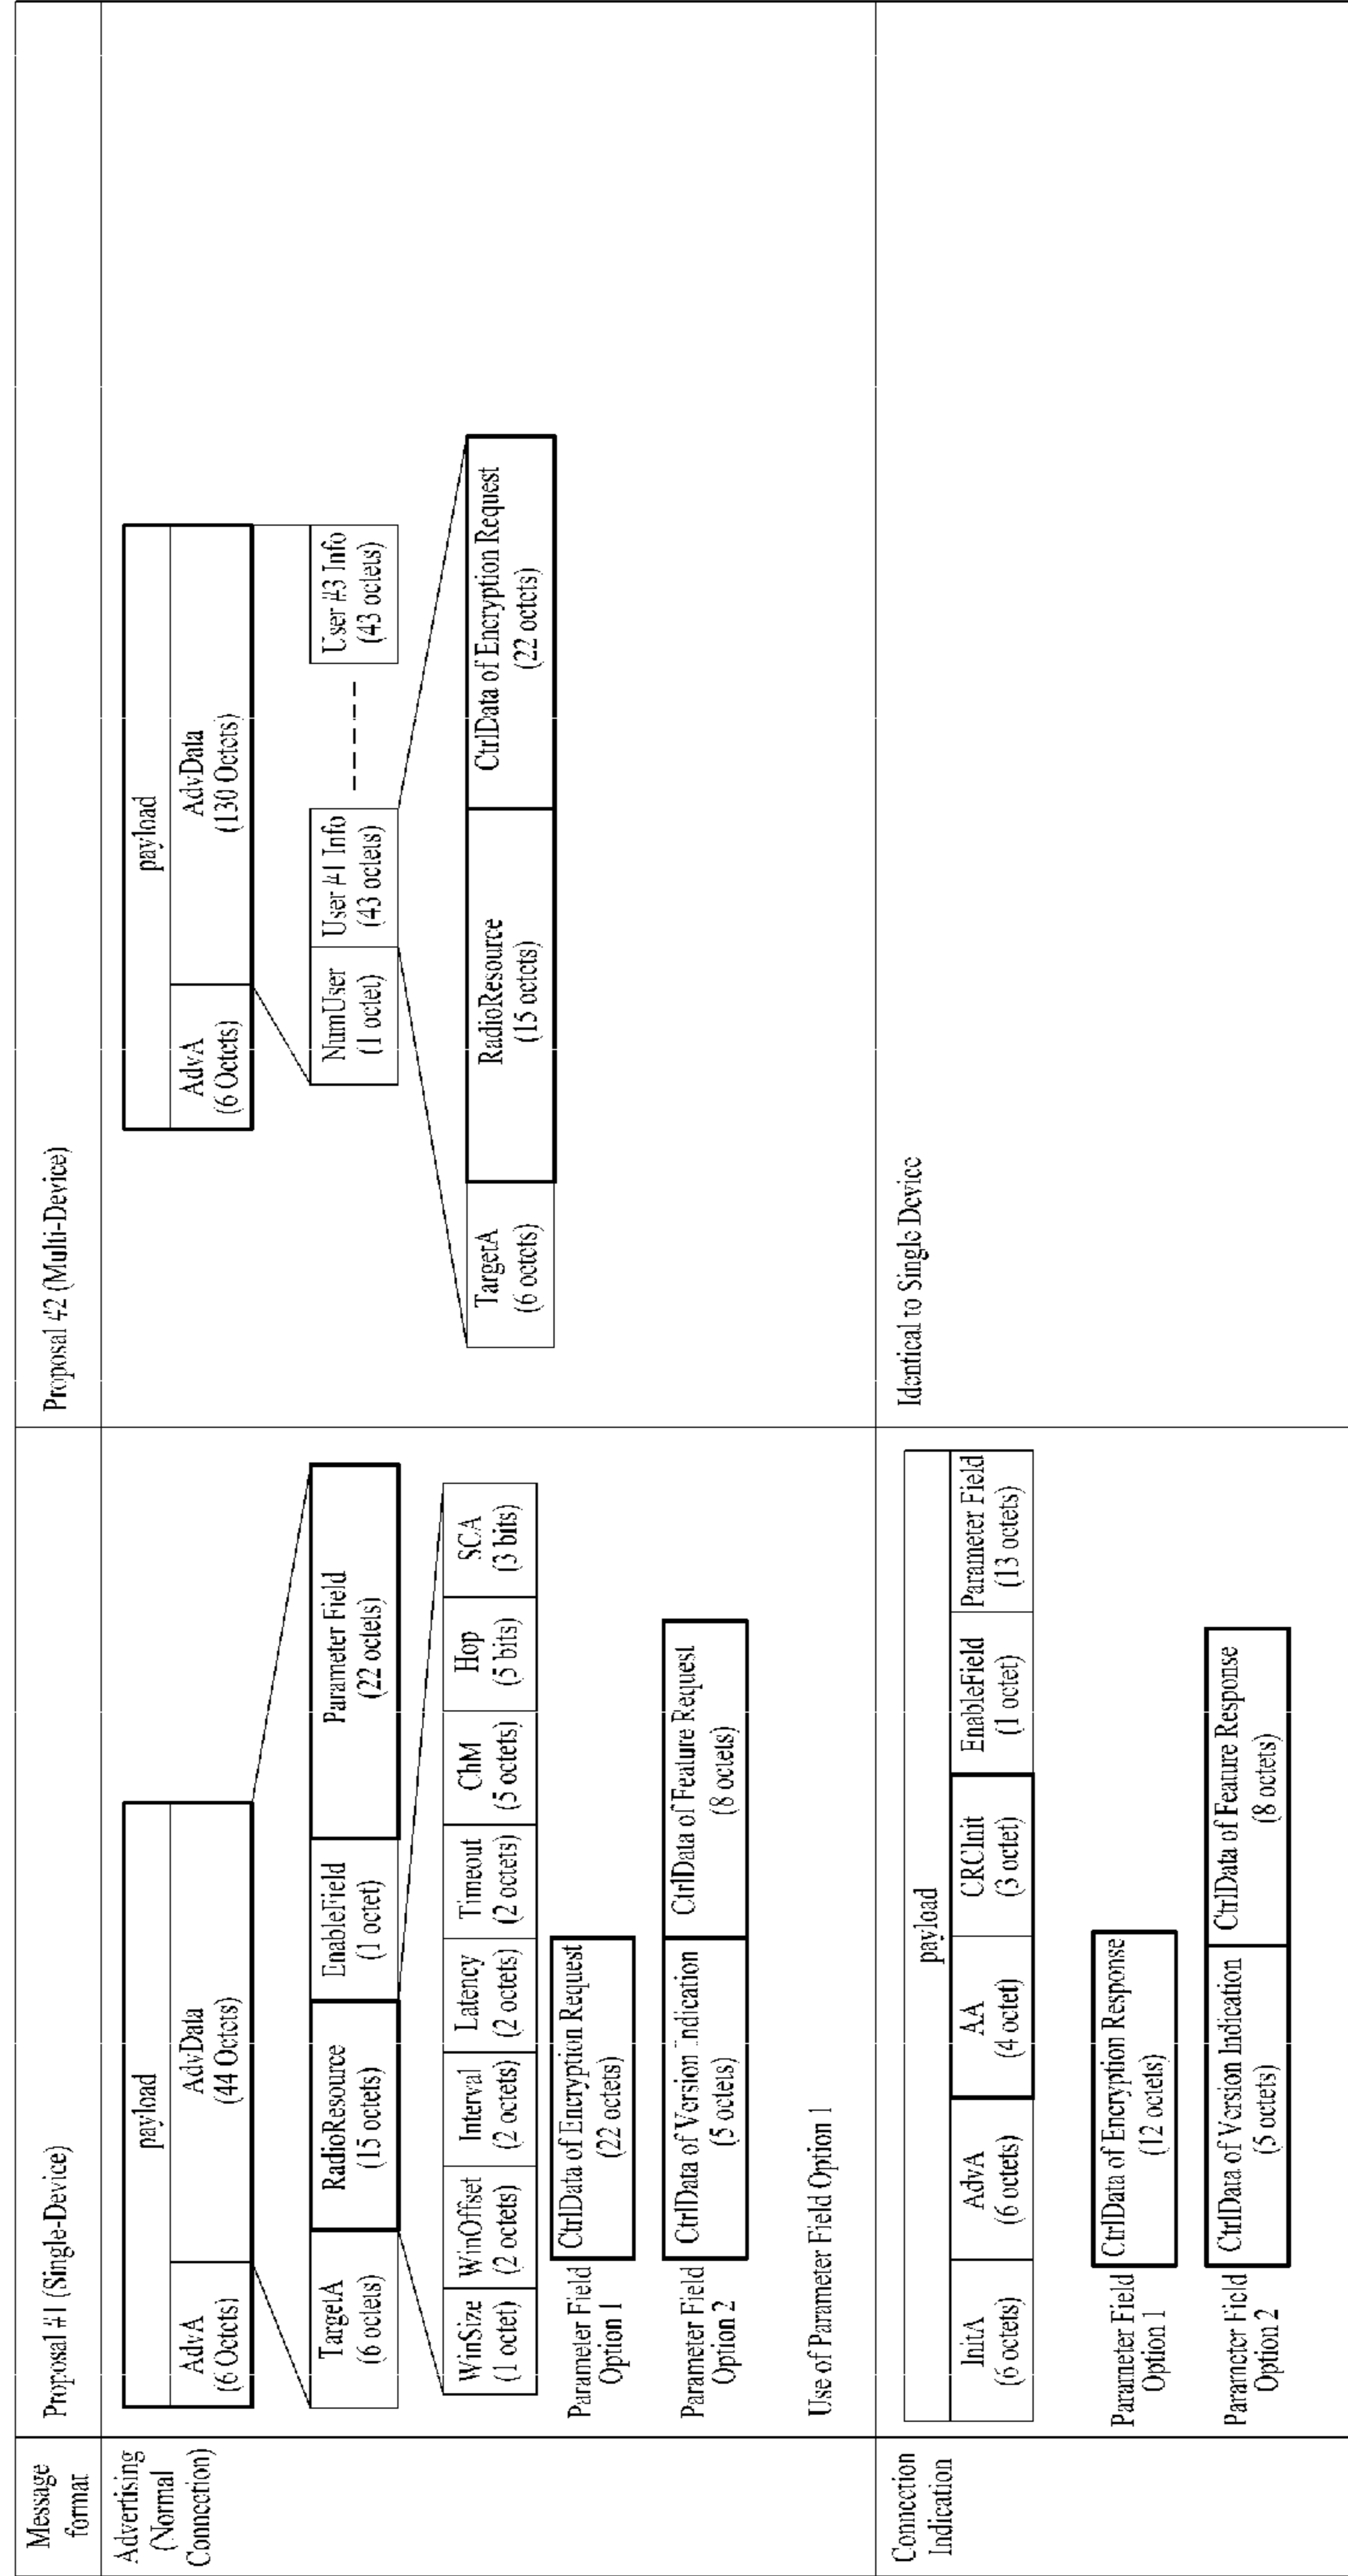 Message
format
Proposal #1 (Single-Device)
Proposal #2 (Multi-Device)
Advertising
(Normal
Connection)
payload
AdvA
(6 Octets)
AdvData
(44 Octets)
TargetA
(6 octets)
RadioResource
(15 octets)
EnableField
(1 octet)
Parameter Field
(22 octets)
WinSize
(1 octet)
WinOffset
(2 octets)
Interval
(2 octets)
Latency
(2 octets)
Timeout
(2 octets)
ChM
(5 octets)
Hop
(5 bits)
SCA
(3 bits)
Parameter Field
Option 1
CtrlData of Encryption Request
(22 octets)
Parameter Field
Option 2
CtrlData of Version Indication
(5 octets)
CtrlData of Feature Request
(8 octets)
Use of Parameter Field Option 1
payload
AdvA
(6 Octets)
AdvData
(130 Octets)
NumUser
(1 octet)
User #1 Info
(43 octets)
User #3 Info
(43 octets)
TargetA
(6 octets)
RadioResource
(15 octets)
CtrlData of Encryption Request
(22 octets)
Connection
Indication
payload
InitA
(6 octets)
AdvA
(6 octets)
AA
(4 octet)
CRCInit
(3 octet)
EnableField
(1 octet)
Parameter Field
(13 octets)
Parameter Field
Option 1
CtrlData of Encryption Response
(12 octets)
Parameter Field
Option 2
CtrlData of Version Indication
(5 octets)
CtrlData of Feature Response
(8 octets)
Identical to Single Device